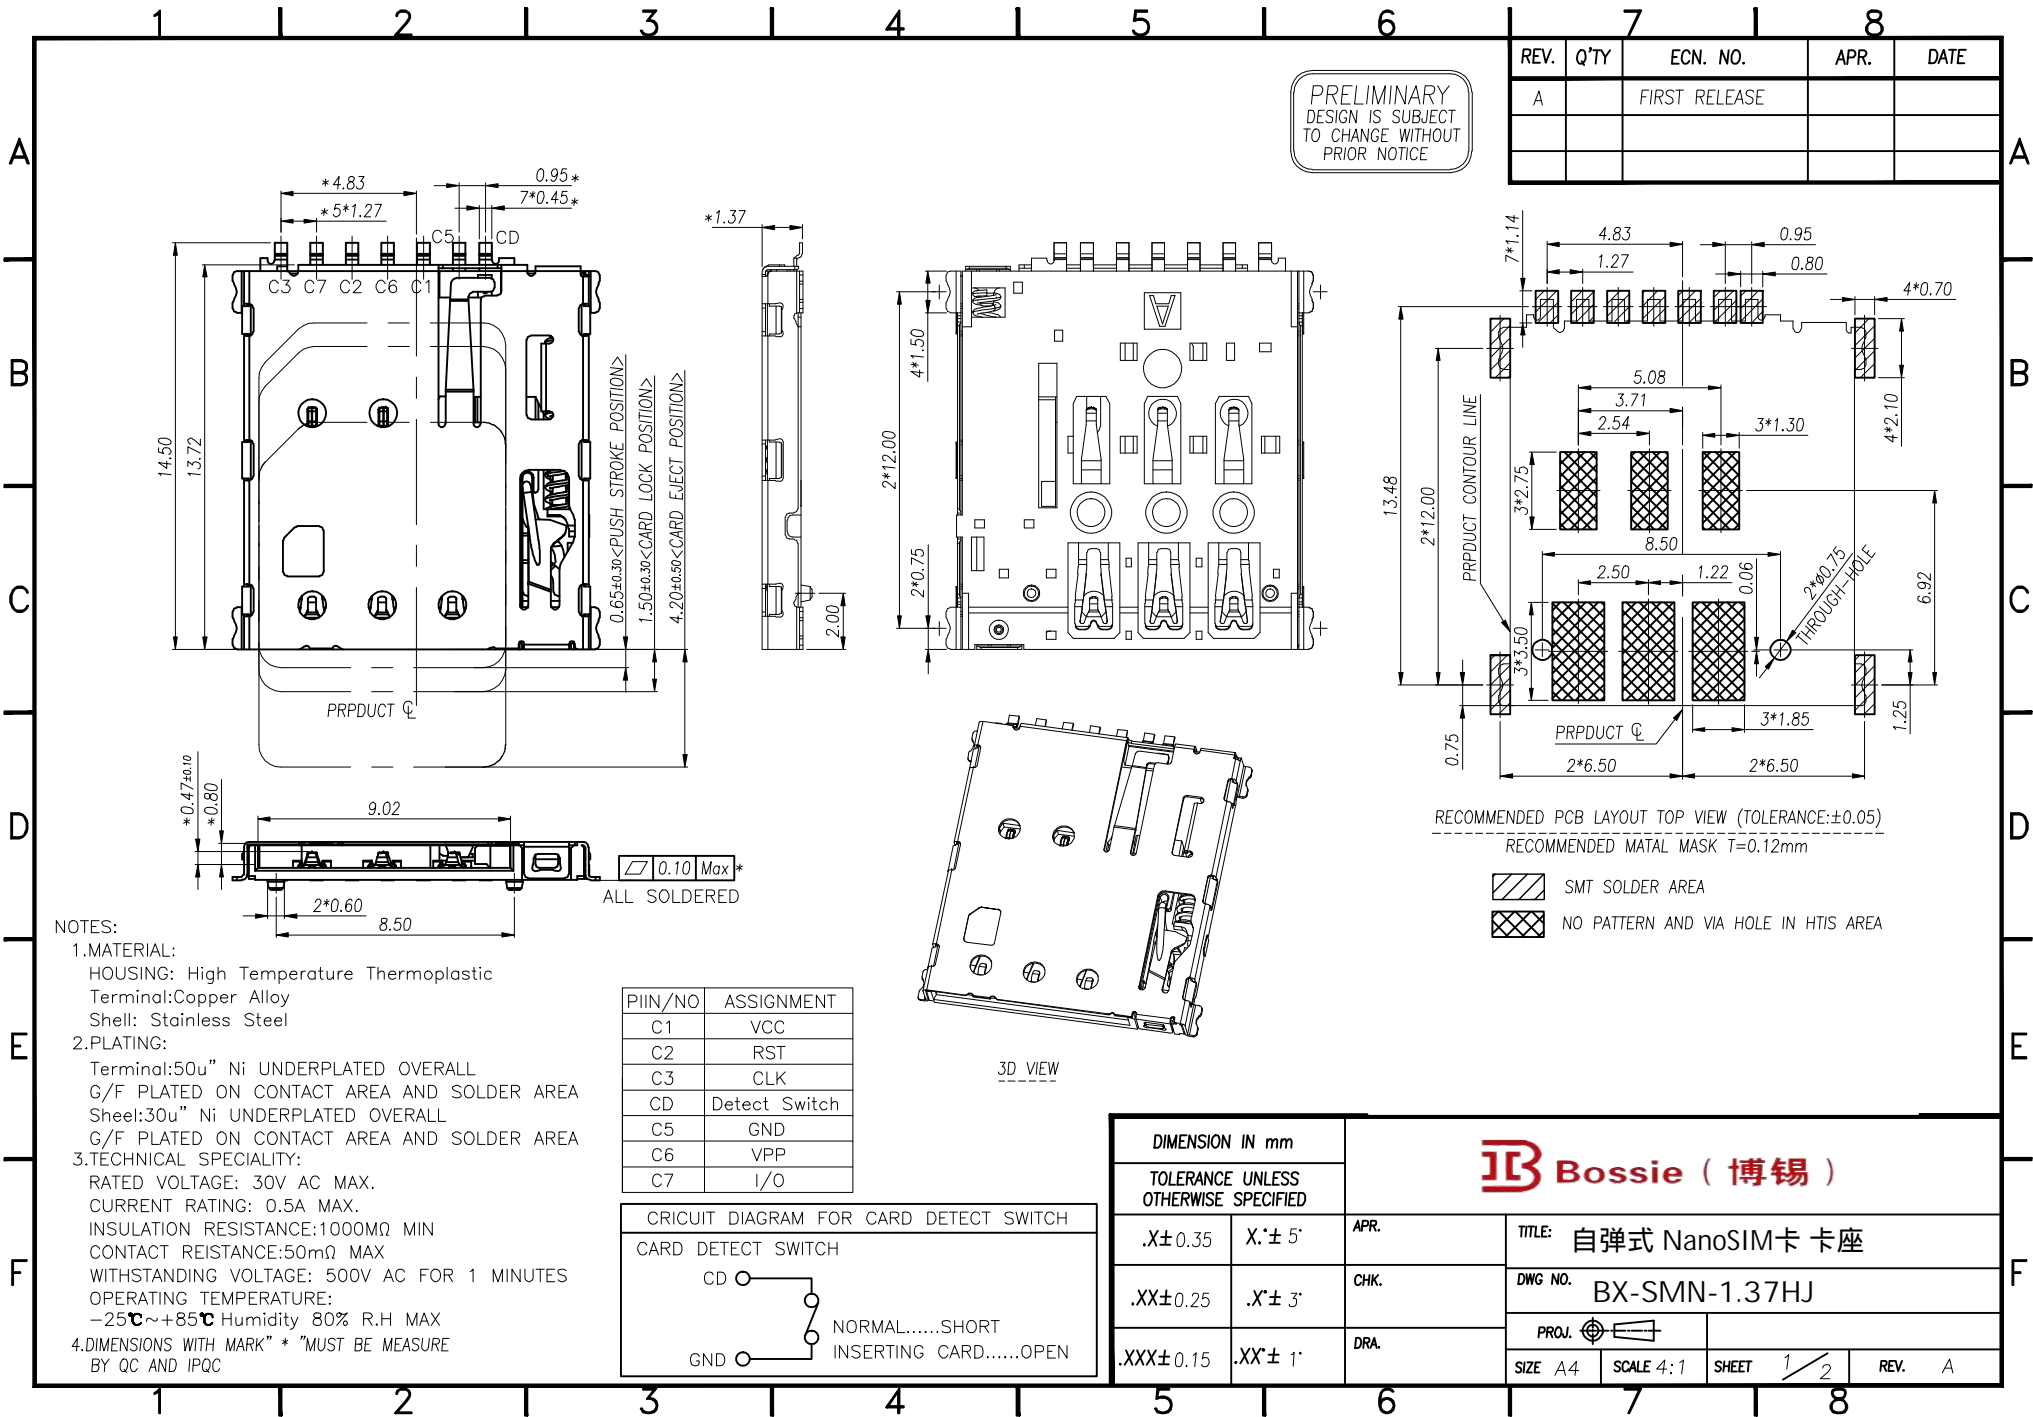 1 2 3 4 5 6 7 8
A B C D E F
REV. Q'TY ECN. NO. APR. DATE
A FIRST RELEASE
PRELIMINARY
DESIGN IS SUBJECT
TO CHANGE WITHOUT
PRIOR NOTICE
*4.83
0.95*
7*0.45*
*5*1.27
C5 CD
C3 C7 C2 C6 C1
14.50
13.72
0.65±0.30<PUSH STROKE POSITION>
1.50±0.30<CARD LOCK POSITION>
4.20±0.50<CARD EJECT POSITION>
PRPDUCT ℄
*1.37
2.00
4*1.50
2*12.00
2*0.75
A
7*1.14
4.83
0.95
1.27
0.80
4*0.70
5.08
3.71
2.54
3*1.30
4*2.10
13.48
2*12.00
PRPDUCT CONTOUR LINE
3*2.75
8.50
2.50
1.22
0.06
2*ø0.75
THROUGH-HOLE
6.92
3*3.50
3*1.85
PRPDUCT ℄
0.75
1.25
2*6.50
2*6.50
RECOMMENDED PCB LAYOUT TOP VIEW (TOLERANCE:±0.05)
RECOMMENDED MATAL MASK T=0.12mm
SMT SOLDER AREA
NO PATTERN AND VIA HOLE IN HTIS AREA
*0.47±0.10
*0.80
9.02
2*0.60
8.50
0.10 Max *
ALL SOLDERED
3D VIEW
NOTES:
1.MATERIAL:
HOUSING: High Temperature Thermoplastic
Terminal:Copper Alloy
Shell: Stainless Steel
2.PLATING:
Terminal:50u" Ni UNDERPLATED OVERALL
G/F PLATED ON CONTACT AREA AND SOLDER AREA
Sheel:30u" Ni UNDERPLATED OVERALL
G/F PLATED ON CONTACT AREA AND SOLDER AREA
3.TECHNICAL SPECIALITY:
RATED VOLTAGE: 30V AC MAX.
CURRENT RATING: 0.5A MAX.
INSULATION RESISTANCE:1000MΩ MIN
CONTACT REISTANCE:50mΩ MAX
WITHSTANDING VOLTAGE: 500V AC FOR 1 MINUTES
OPERATING TEMPERATURE:
-25℃~+85℃ Humidity 80% R.H MAX
4.DIMENSIONS WITH MARK" * "MUST BE MEASURE
BY QC AND IPQC
PIIN/NO ASSIGNMENT
C1 VCC
C2 RST
C3 CLK
CD Detect Switch
C5 GND
C6 VPP
C7 I/O
CRICUIT DIAGRAM FOR CARD DETECT SWITCH
CARD DETECT SWITCH
CD
NORMAL......SHORT
INSERTING CARD......OPEN
GND
DIMENSION IN mm
TOLERANCE UNLESS
OTHERWISE SPECIFIED
.X±0.35 X.°± 5°
.XX±0.25 .X°± 3°
.XXX±0.15 .XX°± 1°
APR.
CHK.
DRA.
Bossie（博锡）
TITLE: 自弹式 NanoSIM卡 卡座
DWG NO. BX-SMN-1.37HJ
PROJ.
SIZE A4 SCALE 4:1 SHEET 1/2 REV. A
1 2 3 4 5 6 7 8
A B C D E F